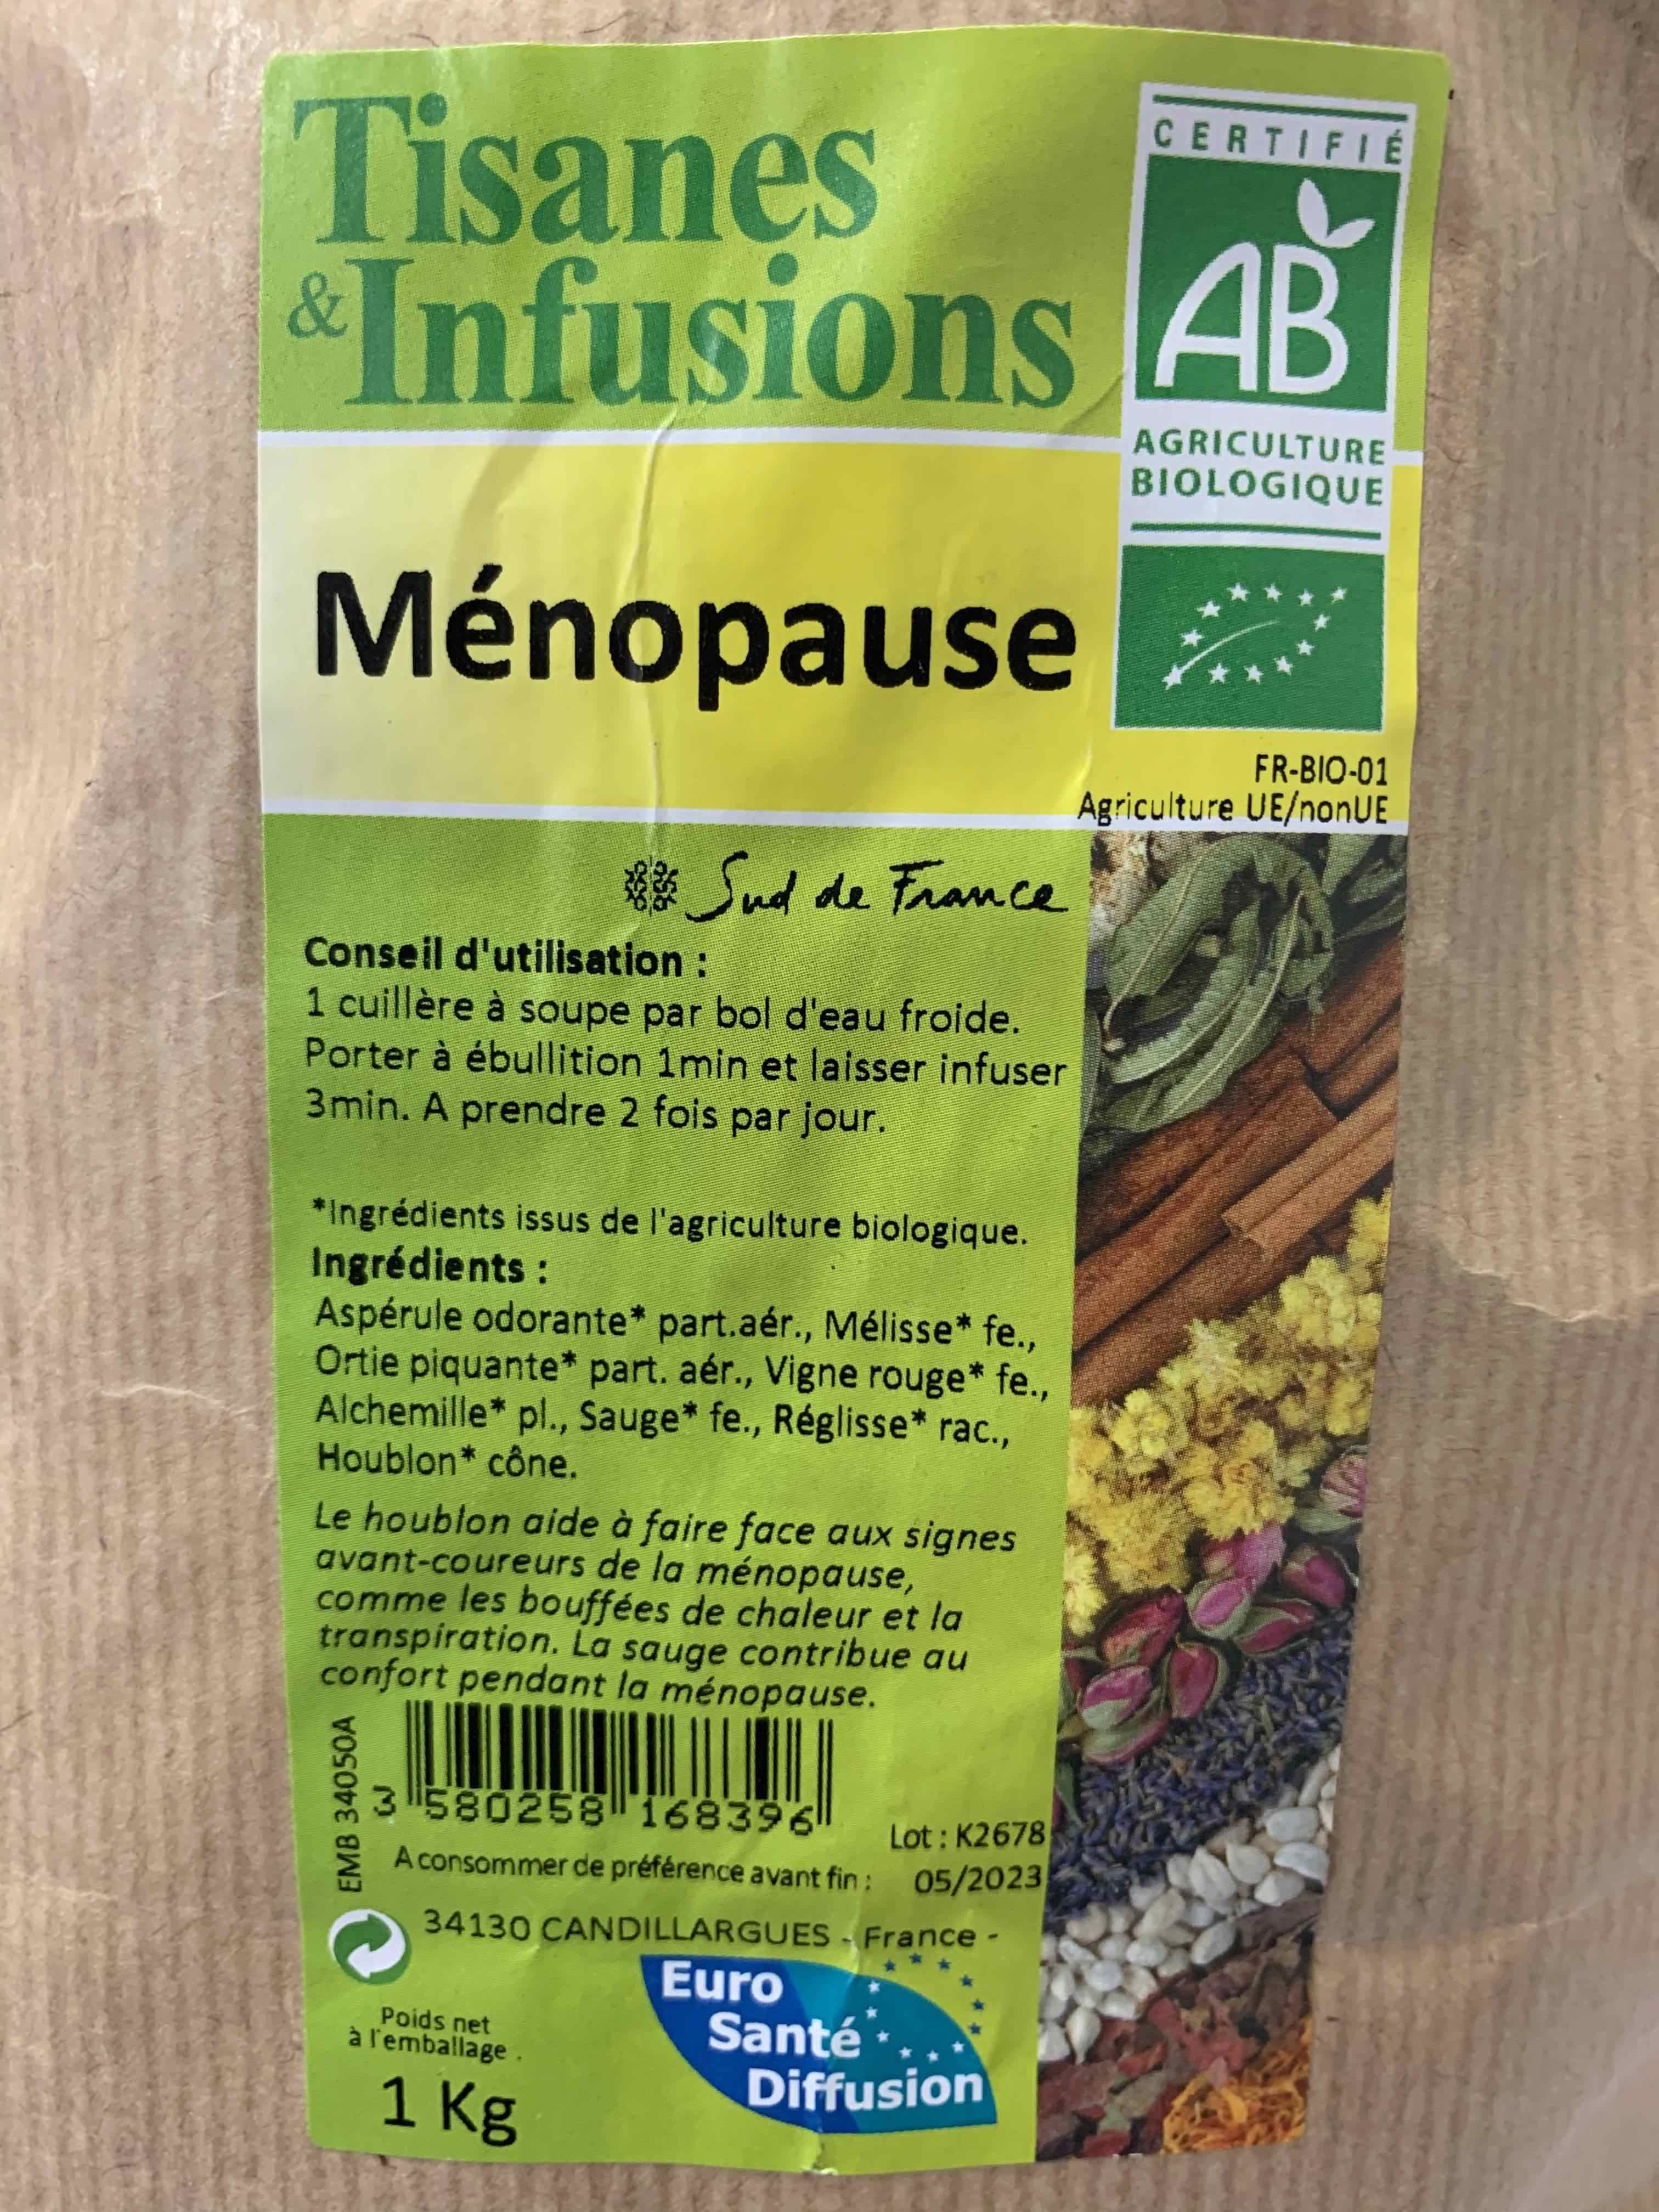 Tisanes
&Infusions
CERTIFIÉ
AB
AGRICULTURE
BIOLOGIQUE
Ménopause
FR-BIO-01
Agriculture UE/nonUE
Sud de France
Conseil d'utilisation :
1 cuillère à soupe par bol d'eau froide.
Porter à ébullition 1min et laisser infuser
3min. A prendre 2 fois par jour.
*Ingrédients issus de l'agriculture biologique.
Ingrédients :
Aspérule odorante* part.aér., Mélisse* fe.,
Ortie piquante* part. aér., Vigne rouge* fe.,
Alchemille* pl., Sauge* fe., Réglisse* rac.,
Houblon* cône.
Le houblon aide à faire face aux signes
avant-coureurs de la ménopause,
comme les bouffées de chaleur et la
transpiration. La sauge contribue au
confort pendant la ménopause.
EMB 34050A
3 580258 168396
Lot : K2678
A consommer de préférence avant fin : 05/2023
34130 CANDILLARGUES - France -
Euro
Santé
Diffusion
Poids net
à l'emballage .
1 Kg